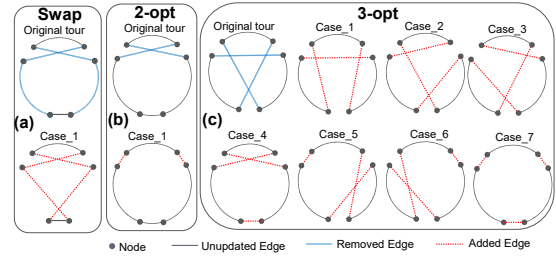 Swap
Original tour
(a)
Case_1
2-opt
Original tour
(b)
Case_1
3-opt
Original tour
Case_1
Case_2
Case_3
(c)
Case_4
Case_5
Case_6
Case_7
Node
Unupdated Edge
Removed Edge
Added Edge